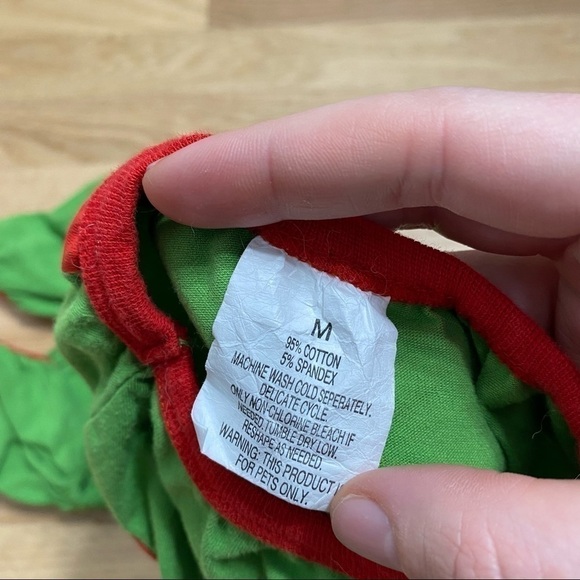 M
95% COTTON
5% SPANDEX
MACHINE WASH COLD SEPERATELY.
DELICATE CYCLE.
ONLY NON-CHLORINE BLEACH IF
NEEDED.TUMBLE DRY LOW.
RESHAPE AS NEEDED.
WARNING: THIS PRODUCT
FOR PETS ONLY.